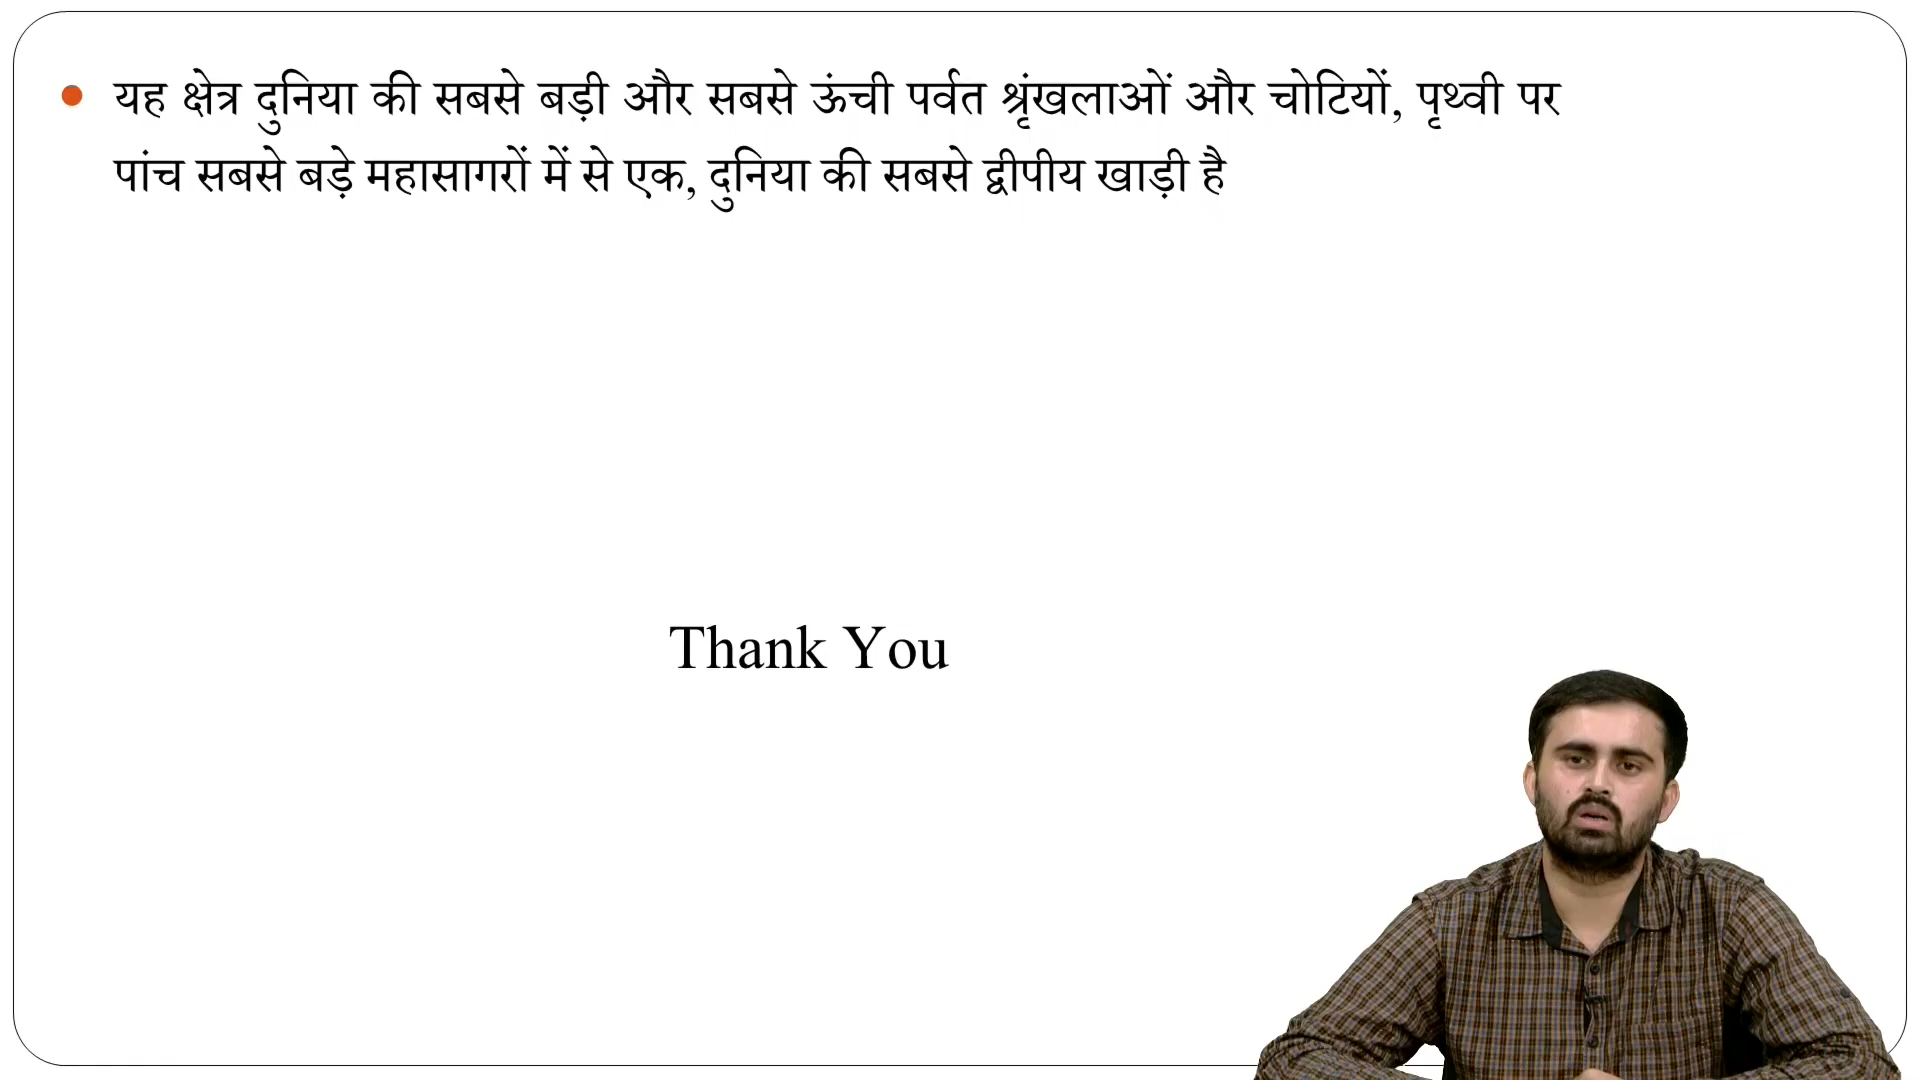 यह क्षेत्र दुनिया की सबसे बड़ी और सबसे ऊंची पर्वत श्रृंखलाओं और चोटियों, पृथ्वी पर
पांच सबसे बड़े महासागरों में से एक, दुनिया की सबसे द्वीपीय खाड़ी है
Thank You